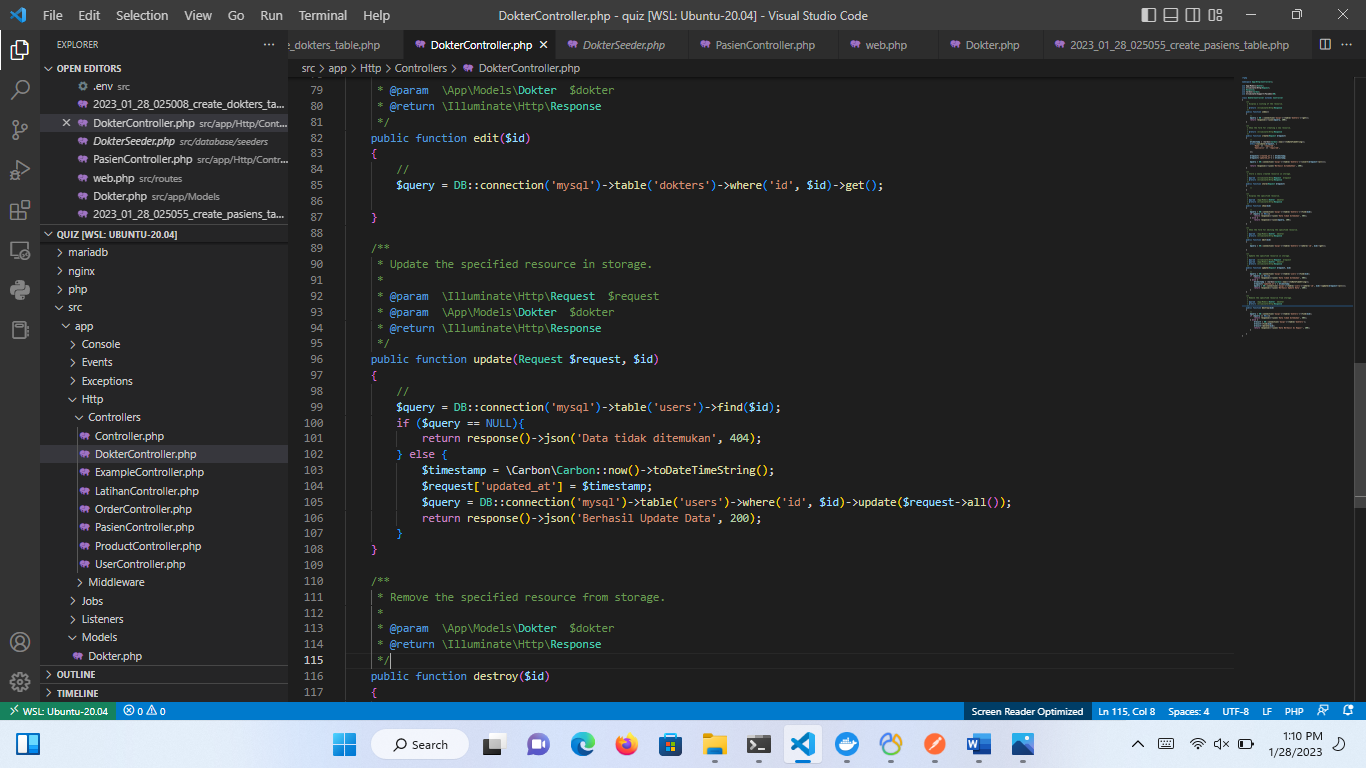 File Edit Selection View Go Run Terminal Help DokterController.php - quiz [WSL: Ubuntu-20.04] - Visual Studio Code
EXPLORER
e_dokters_table.php DokterController.php DokterSeeder.php PasienController.php web.php Dokter.php 2023_01_28_025055_create_pasiens_table.php
src > app > Http > Controllers > DokterController.php
OPEN EDITORS
.env src
2023_01_28_025008_create_dokters_ta...
DokterController.php src/app/Http/Cont...
DokterSeeder.php src/database/seeders
PasienController.php src/app/Http/Contr...
web.php src/routes
Dokter.php src/app/Models
2023_01_28_025055_create_pasiens_ta...
QUIZ [WSL: UBUNTU-20.04]
mariadb
nginx
php
src
app
Console
Events
Exceptions
Http
Controllers
Controller.php
DokterController.php
ExampleController.php
LatihanController.php
OrderController.php
PasienController.php
ProductController.php
UserController.php
Middleware
Jobs
Listeners
Models
Dokter.php
OUTLINE
TIMELINE
79 * @param \App\Models\Dokter $dokter
80 * @return \Illuminate\Http\Response
81 */
82 public function edit($id)
83 {
84 //
85 $query = DB::connection('mysql')->table('dokters')->where('id', $id)->get();
86
87 }
88
89 /**
90 * Update the specified resource in storage.
91 *
92 * @param \Illuminate\Http\Request $request
93 * @param \App\Models\Dokter $dokter
94 * @return \Illuminate\Http\Response
95 */
96 public function update(Request $request, $id)
97 {
98 //
99 $query = DB::connection('mysql')->table('users')->find($id);
100 if ($query == NULL){
101 return response()->json('Data tidak ditemukan', 404);
102 } else {
103 $timestamp = \Carbon\Carbon::now()->toDateTimeString();
104 $request['updated_at'] = $timestamp;
105 $query = DB::connection('mysql')->table('users')->where('id', $id)->update($request->all());
106 return response()->json('Berhasil Update Data', 200);
107 }
108 }
109
110 /**
111 * Remove the specified resource from storage.
112 *
113 * @param \App\Models\Dokter $dokter
114 * @return \Illuminate\Http\Response
115 */
116 public function destroy($id)
117 {
WSL: Ubuntu-20.04 0 0 Screen Reader Optimized Ln 115, Col 8 Spaces: 4 UTF-8 LF PHP
Search
1:10 PM
1/28/2023